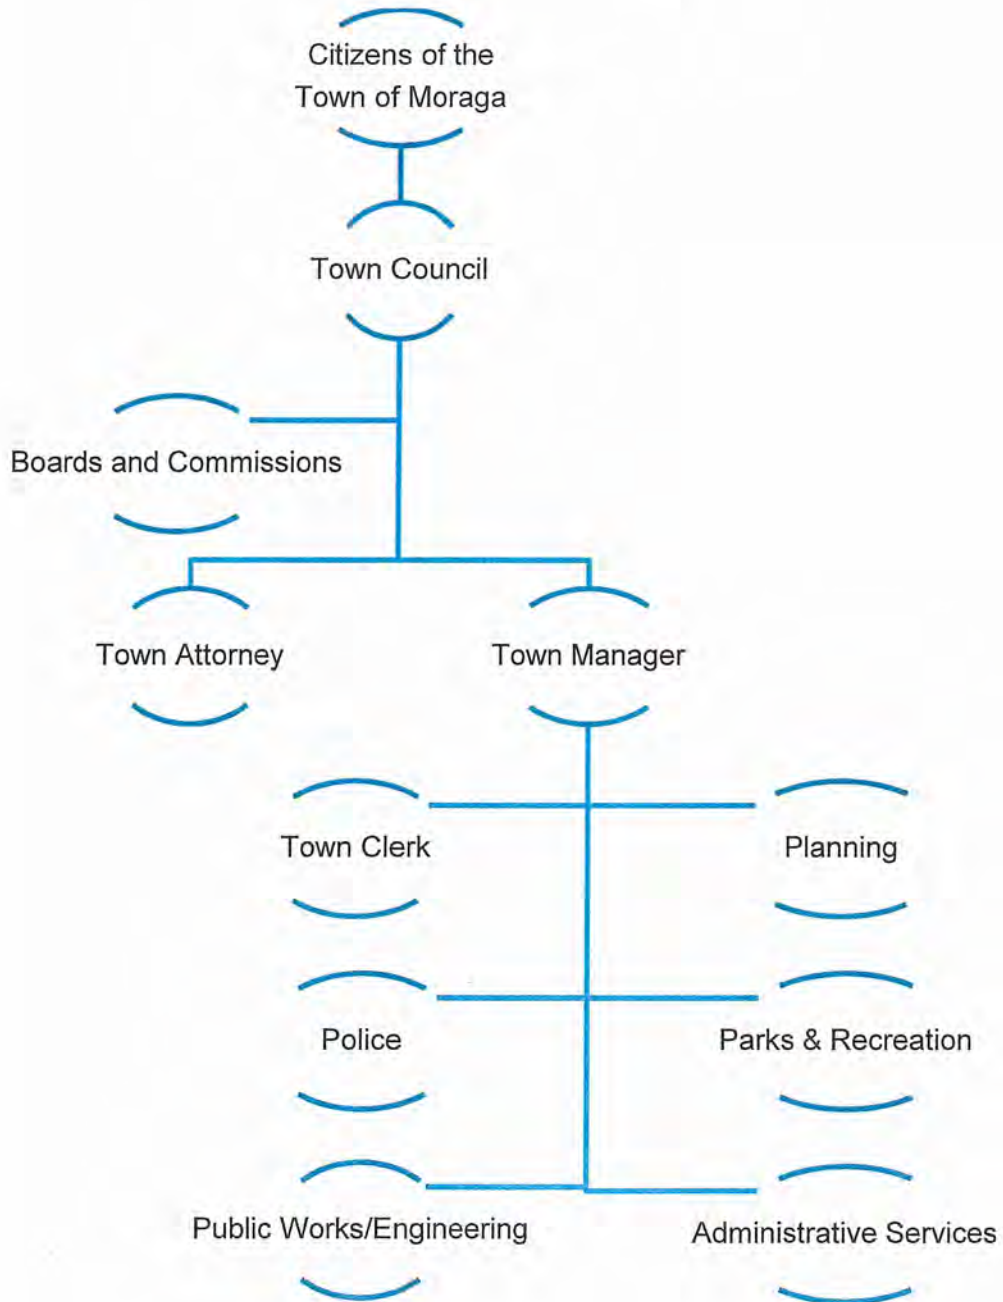 Citizens of the
Town of Moraga
Town Council
Boards and Commissions
Town Attorney
Town Manager
Town Clerk
Planning
Police
Parks & Recreation
Public Works/Engineering
Administrative Services